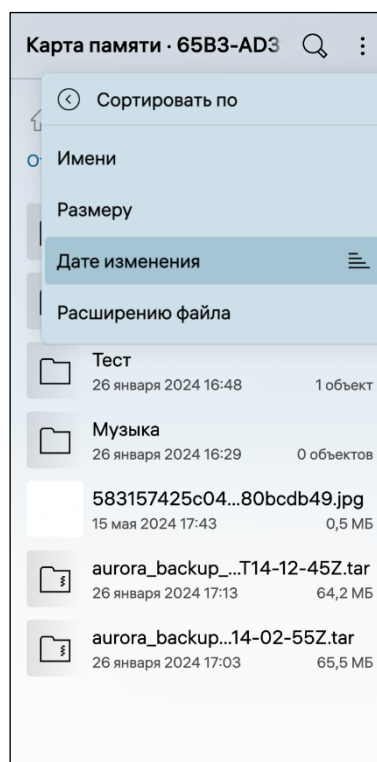 Карта памяти · 65B3-AD3
Сортировать по
От
Имени
Размеру
Дате изменения
Расширению файла
Тест
26 января 2024 16:48 1 объект
Музыка
26 января 2024 16:29 0 объектов
583157425c04...80bcdb49.jpg
15 мая 2024 17:43 0,5 МБ
aurora_backup_...T14-12-45Z.tar
26 января 2024 17:13 64,2 МБ
aurora_backup...14-02-55Z.tar
26 января 2024 17:03 65,5 МБ